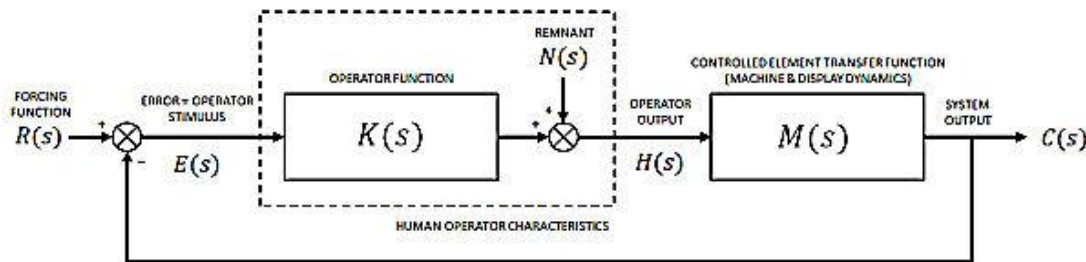 REMNANT
N(s)
CONTROLLED ELEMENT TRANSFER FUNCTION
(MACHINE & DISPLAY DYNAMICS)
OPERATOR FUNCTION
FORCING
FUNCTION
R(s)
+
-
ERROR = OPERATOR
STIMULUS
E(s)
K(s)
+
+
OPERATOR
OUTPUT
H(s)
M(s)
SYSTEM
OUTPUT
C(s)
HUMAN OPERATOR CHARACTERISTICS